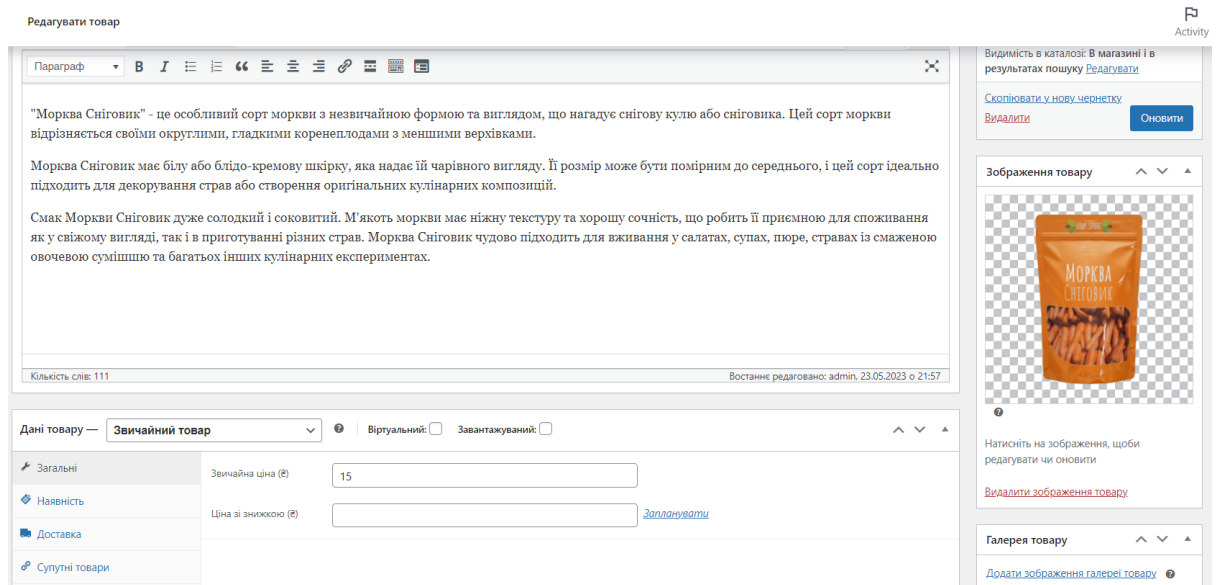 Редагувати товар
Activity
Параграф
"Морква Сніговик" - це особливий сорт моркви з незвичайною формою та виглядом, що нагадує снігову кулю або сніговика. Цей сорт моркви
відрізняється своїми округлими, гладкими коренеплодами з меншими верхівками.
Морква Сніговик має білу або блідо-кремову шкірку, яка надає їй чарівного вигляду. Її розмір може бути помірним до середнього, і цей сорт ідеально
підходить для декорування страв або створення оригінальних кулінарних композицій.
Смак Моркви Сніговик дуже солодкий і соковитий. М'якоть моркви має ніжну текстуру та хорошу сочність, що робить її приємною для споживання
як у свіжому вигляді, так і в приготуванні різних страв. Морква Сніговик чудово підходить для вживання у салатах, супах, пюре, стравах із смаженою
овочевою сумішшю та багатьох інших кулінарних експериментах.
Кількість слів: 111
Востаннє редаговано: admin, 23.05.2023 о 21:57
Дані товару —
Звичайний товар
Віртуальний:
Завантажуваний:
Загальні
Наявність
Доставка
Супутні товари
Звичайна ціна (₴)
15
Ціна зі знижкою (₴)
Запланувати
Видимість в каталозі: В магазині і в
результатах пошуку Редагувати
Скопіювати у нову чернетку
Видалити
Оновити
Зображення товару
МОРКВА
СНІГОВИК
Натисніть на зображення, щоби
редагувати чи оновити
Видалити зображення товару
Галерея товару
Додати зображення галереї товару